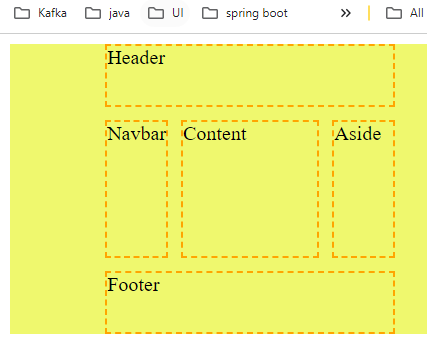 Kafka java UI spring boot » All
Header
Navbar Content Aside
Footer